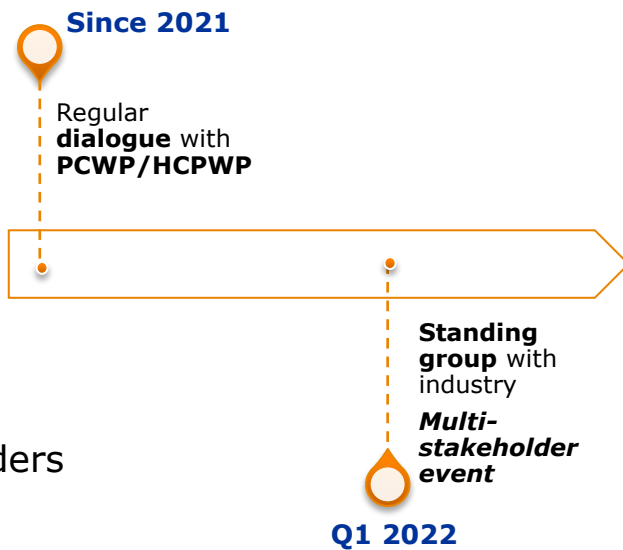 Since 2021
Regular
dialogue with
PCWP/HCPWP
Standing
group with
industry
Multi-
stakeholder
event
ders
Q1 2022